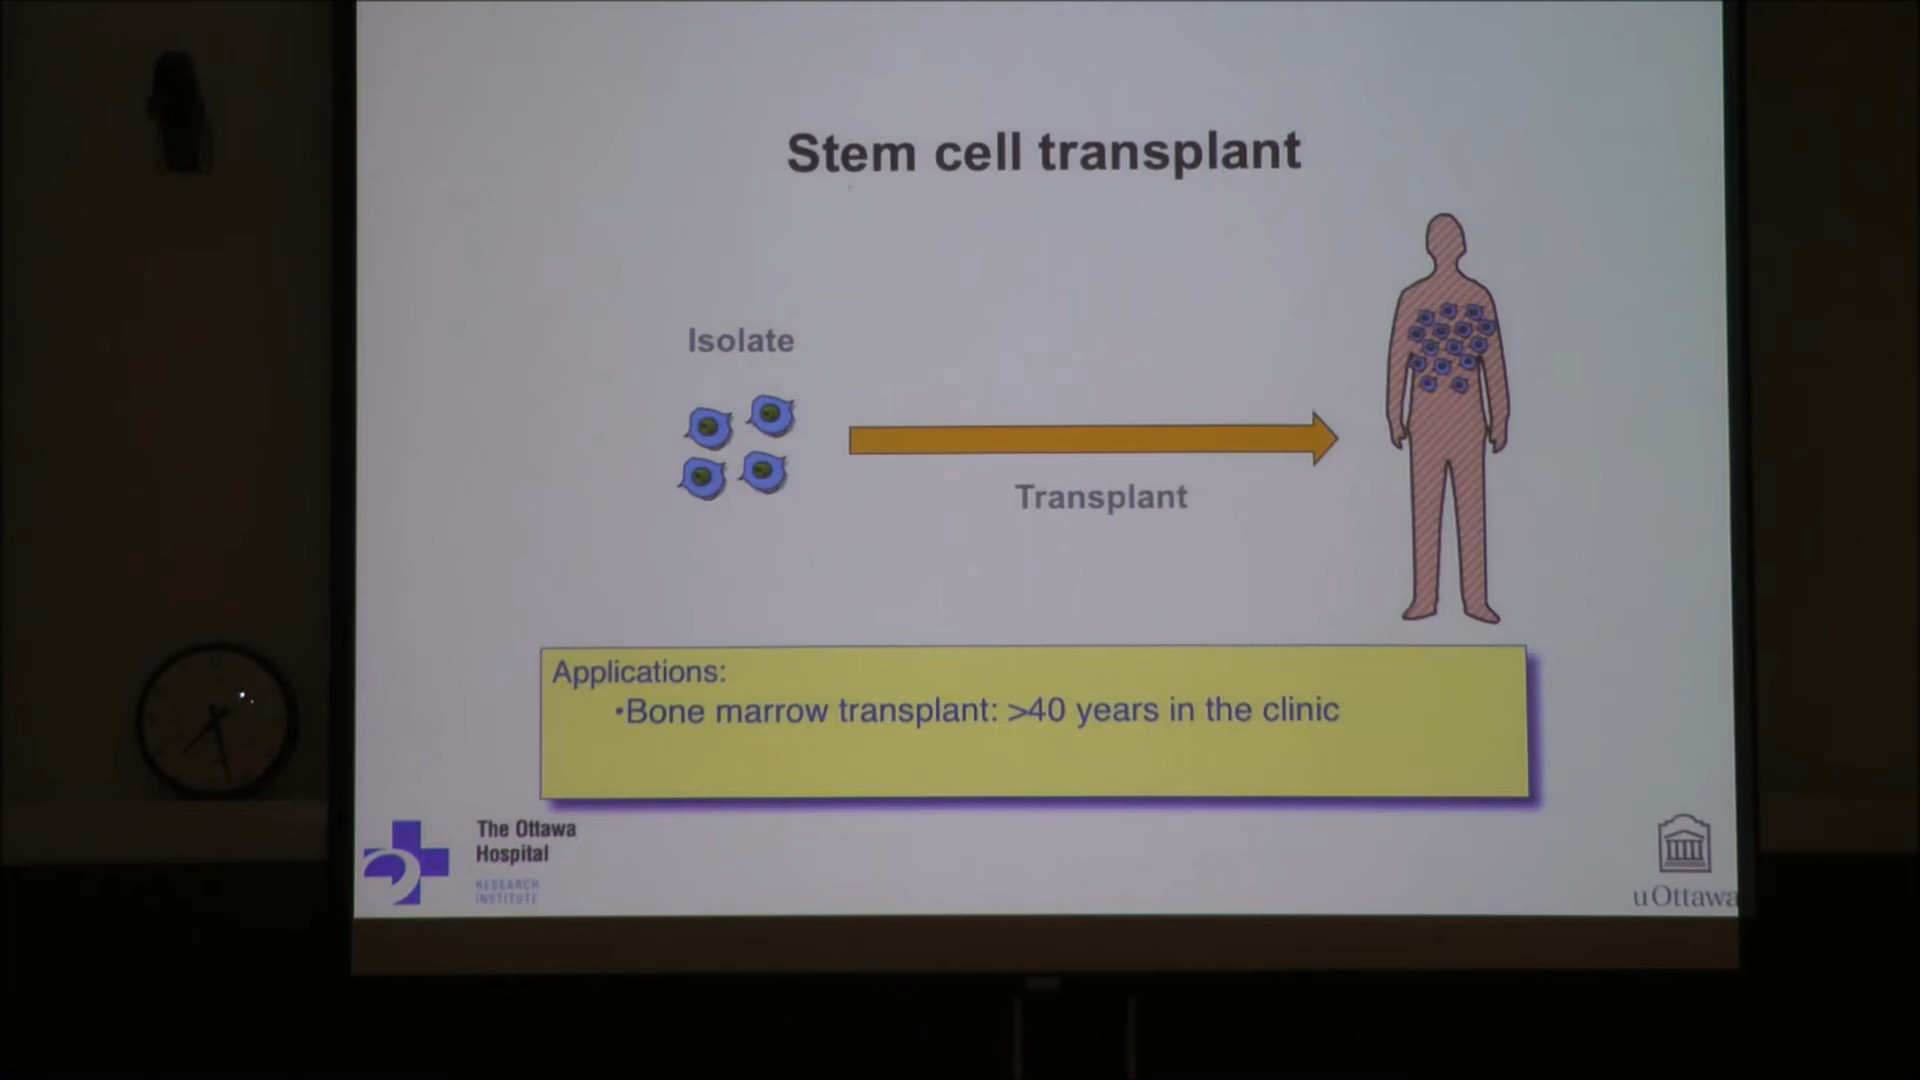 Stem cell transplant
Isolate
Transplant
Applications:
•Bone marrow transplant: >40 years in the clinic
The Ottawa
Hospital
RESEARCH
INSTITUTE
uOttawa